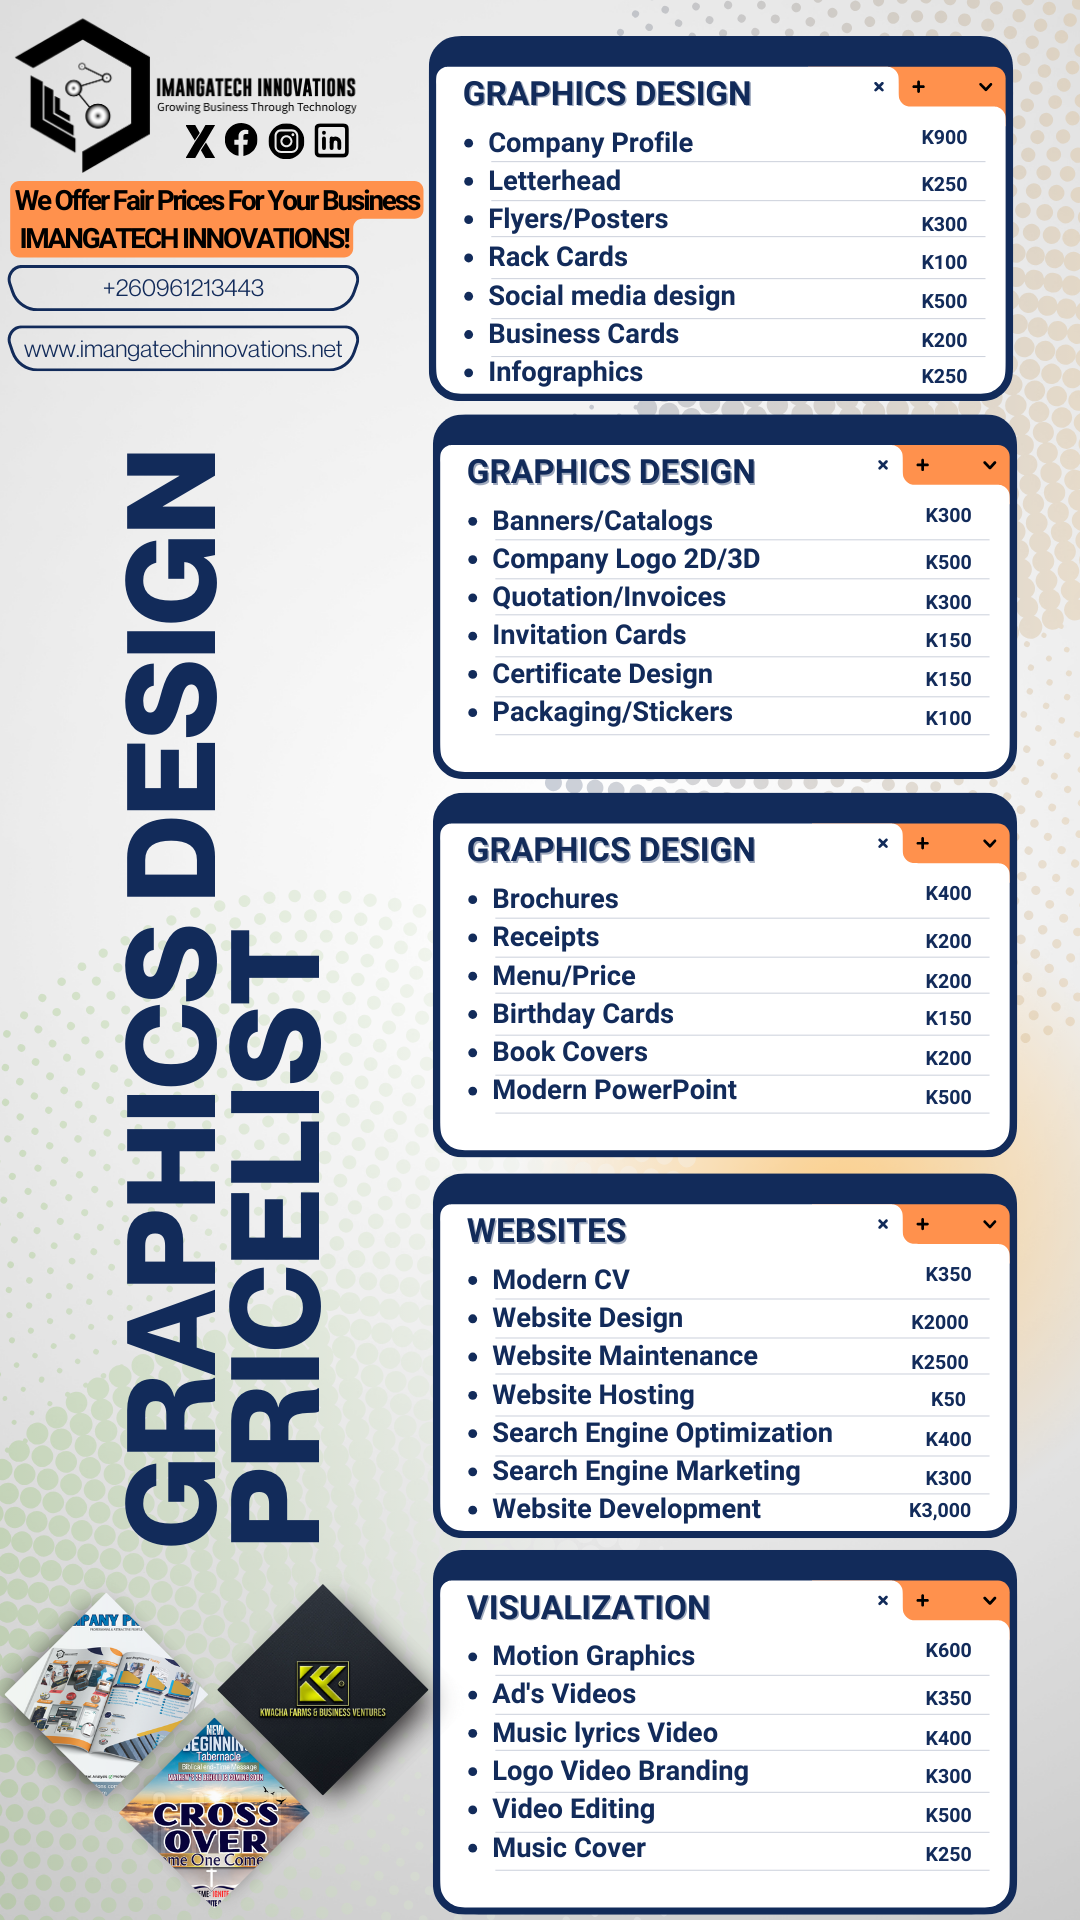 IMANGATECH INNOVATIONS
Growing Business Through Technology
We Offer Fair Prices For Your Business
IMANGATECH INNOVATIONS!
+260961213443
www.imangatechinnovations.net
GRAPHICS DESIGN
PRICELIST
GRAPHICS DESIGN
Company Profile K900
Letterhead K250
Flyers/Posters K300
Rack Cards K100
Social media design K500
Business Cards K200
Infographics K250
GRAPHICS DESIGN
Banners/Catalogs K300
Company Logo 2D/3D K500
Quotation/Invoices K300
Invitation Cards K150
Certificate Design K150
Packaging/Stickers K100
GRAPHICS DESIGN
Brochures K400
Receipts K200
Menu/Price K200
Birthday Cards K150
Book Covers K200
Modern PowerPoint K500
WEBSITES
Modern CV K350
Website Design K2000
Website Maintenance K2500
Website Hosting K50
Search Engine Optimization K400
Search Engine Marketing K300
Website Development K3,000
VISUALIZATION
Motion Graphics K600
Ad's Videos K350
Music lyrics Video K400
Logo Video Branding K300
Video Editing K500
Music Cover K250
KWACHA FARMS & BUSINESS VENTURES
NEW
Tabernacle
Biblical end-Time Message
CROSS
OVER
One Come